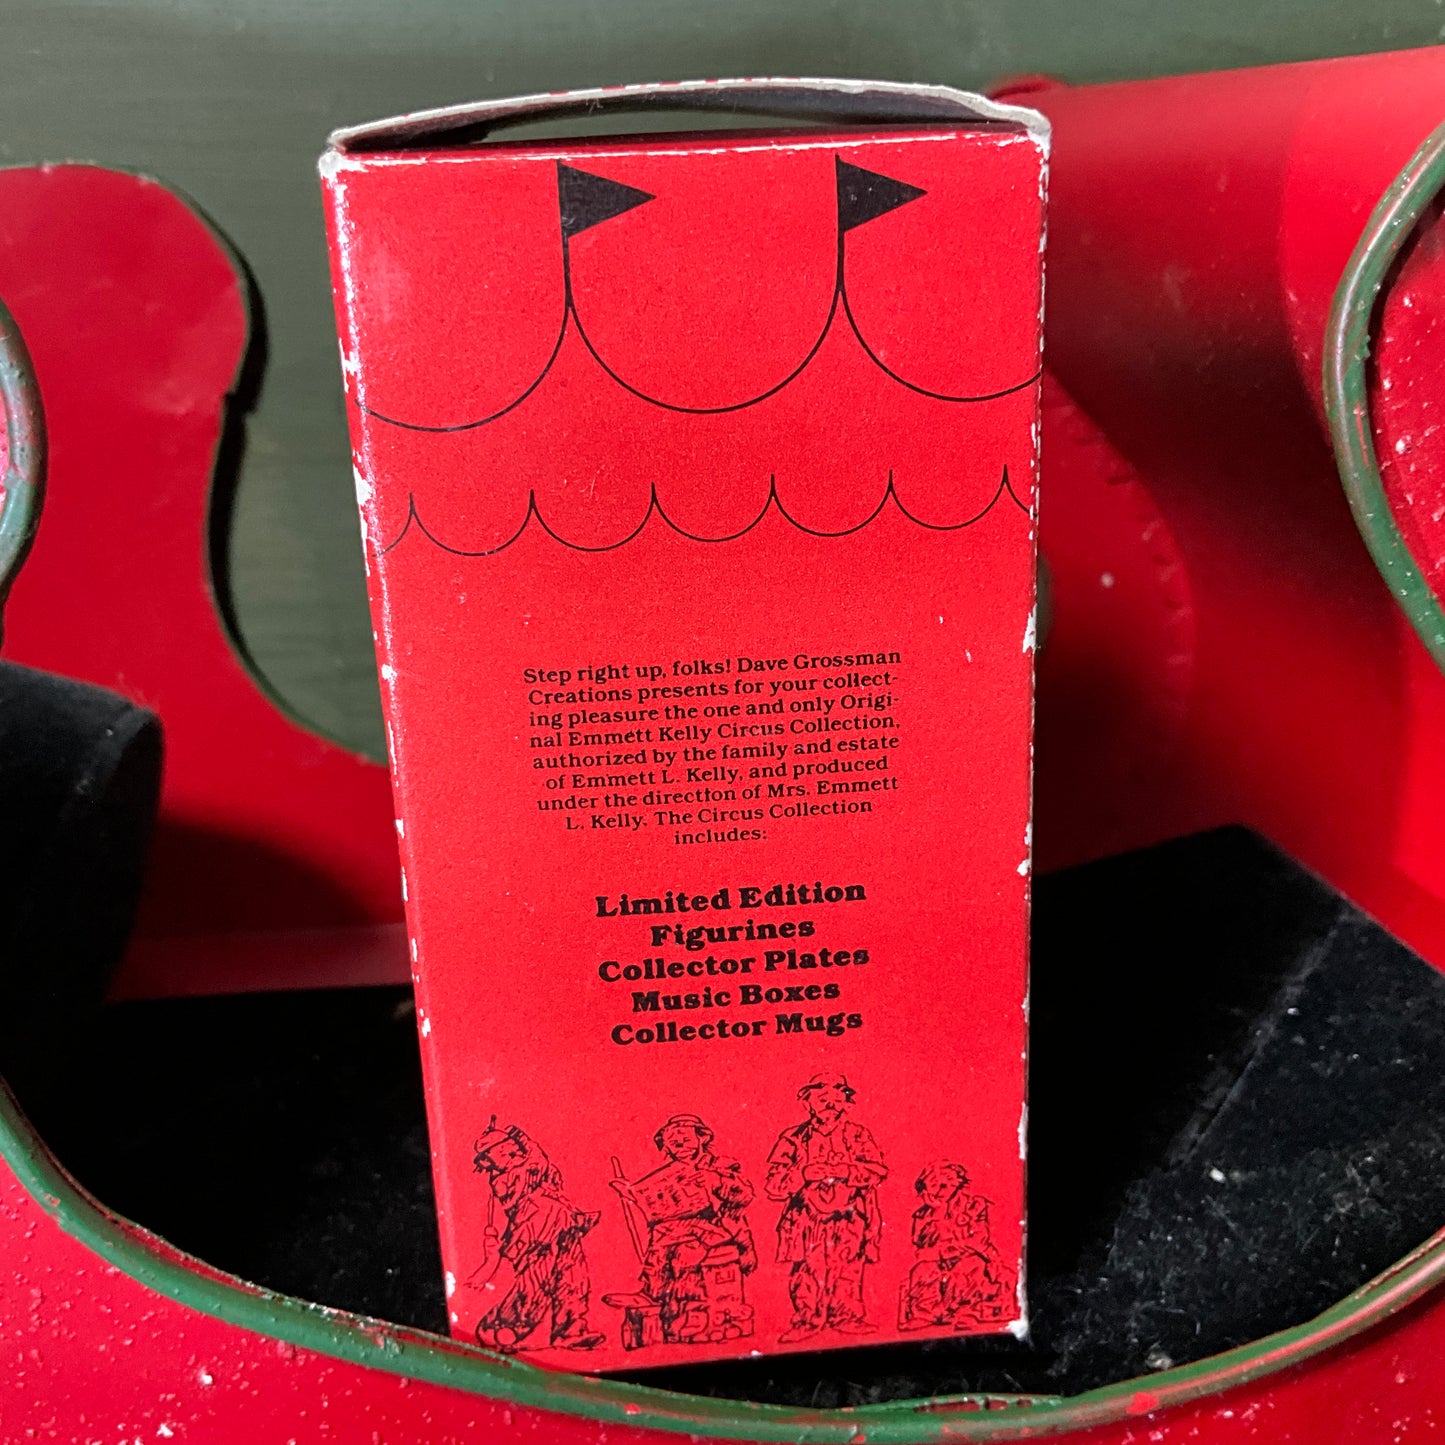 Step right up, folks! Dave Grossman
Creations presents for your collect-
ing pleasure the one and only Origi-
nal Emmett Kelly Circus Collection,
authorized by the family and estate
of Emmett L. Kelly, and produced
under the direction of Mrs. Emmett
L. Kelly. The Circus Collection
includes:
Limited Edition
Figurines
Collector Plates
Music Boxes
Collector Mugs